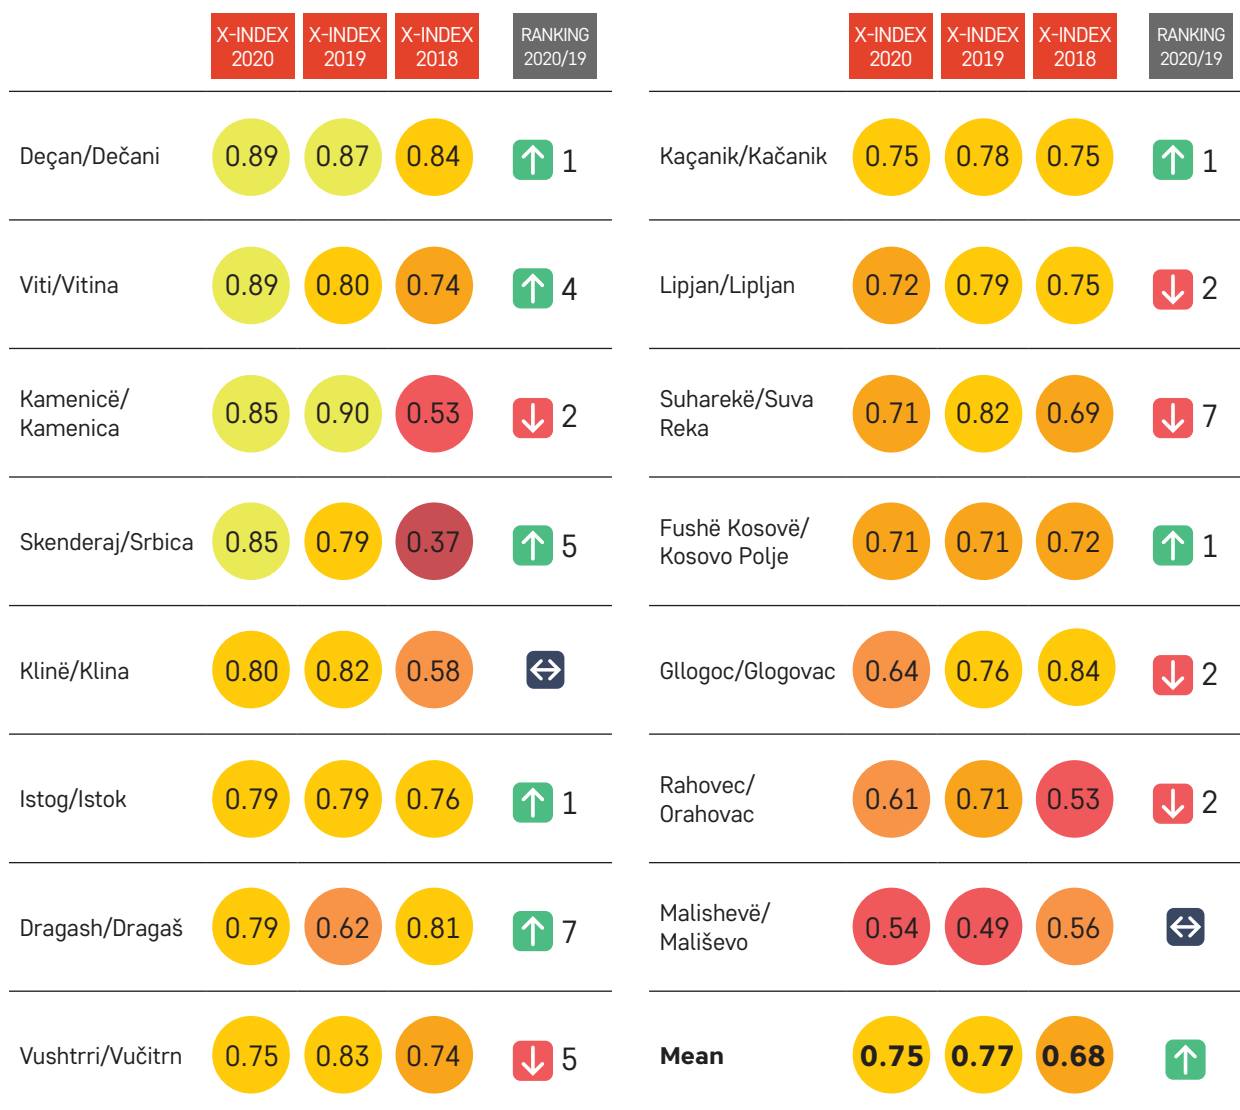 X-INDEX 2020 X-INDEX 2019 X-INDEX 2018 RANKING 2020/19
Deçan/Dečani 0.89 0.87 0.84 1
Viti/Vitina 0.89 0.80 0.74 4
Kamenicë/
Kamenica 0.85 0.90 0.53 2
Skenderaj/Srbica 0.85 0.79 0.37 5
Klinë/Klina 0.80 0.82 0.58
Istog/Istok 0.79 0.79 0.76 1
Dragash/Dragaš 0.79 0.62 0.81 7
Vushtrri/Vučitrn 0.75 0.83 0.74 5
X-INDEX 2020 X-INDEX 2019 X-INDEX 2018 RANKING 2020/19
Kaçanik/Kačanik 0.75 0.78 0.75 1
Lipjan/Lipljan 0.72 0.79 0.75 2
Suharekë/Suva
Reka 0.71 0.82 0.69 7
Fushë Kosovë/
Kosovo Polje 0.71 0.71 0.72 1
Gllogoc/Glogovac 0.64 0.76 0.84 2
Rahovec/
Orahovac 0.61 0.71 0.53 2
Malishevë/
Mališevo 0.54 0.49 0.56
Mean 0.75 0.77 0.68